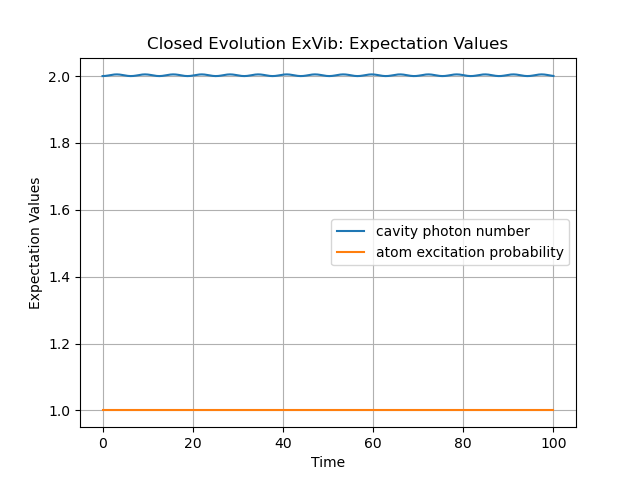 Closed Evolution ExVib: Expectation Values
2.0
1.8
1.6
1.4
1.2
1.0
Expectation Values
cavity photon number
atom excitation probability
0 20 40 60 80 100
Time